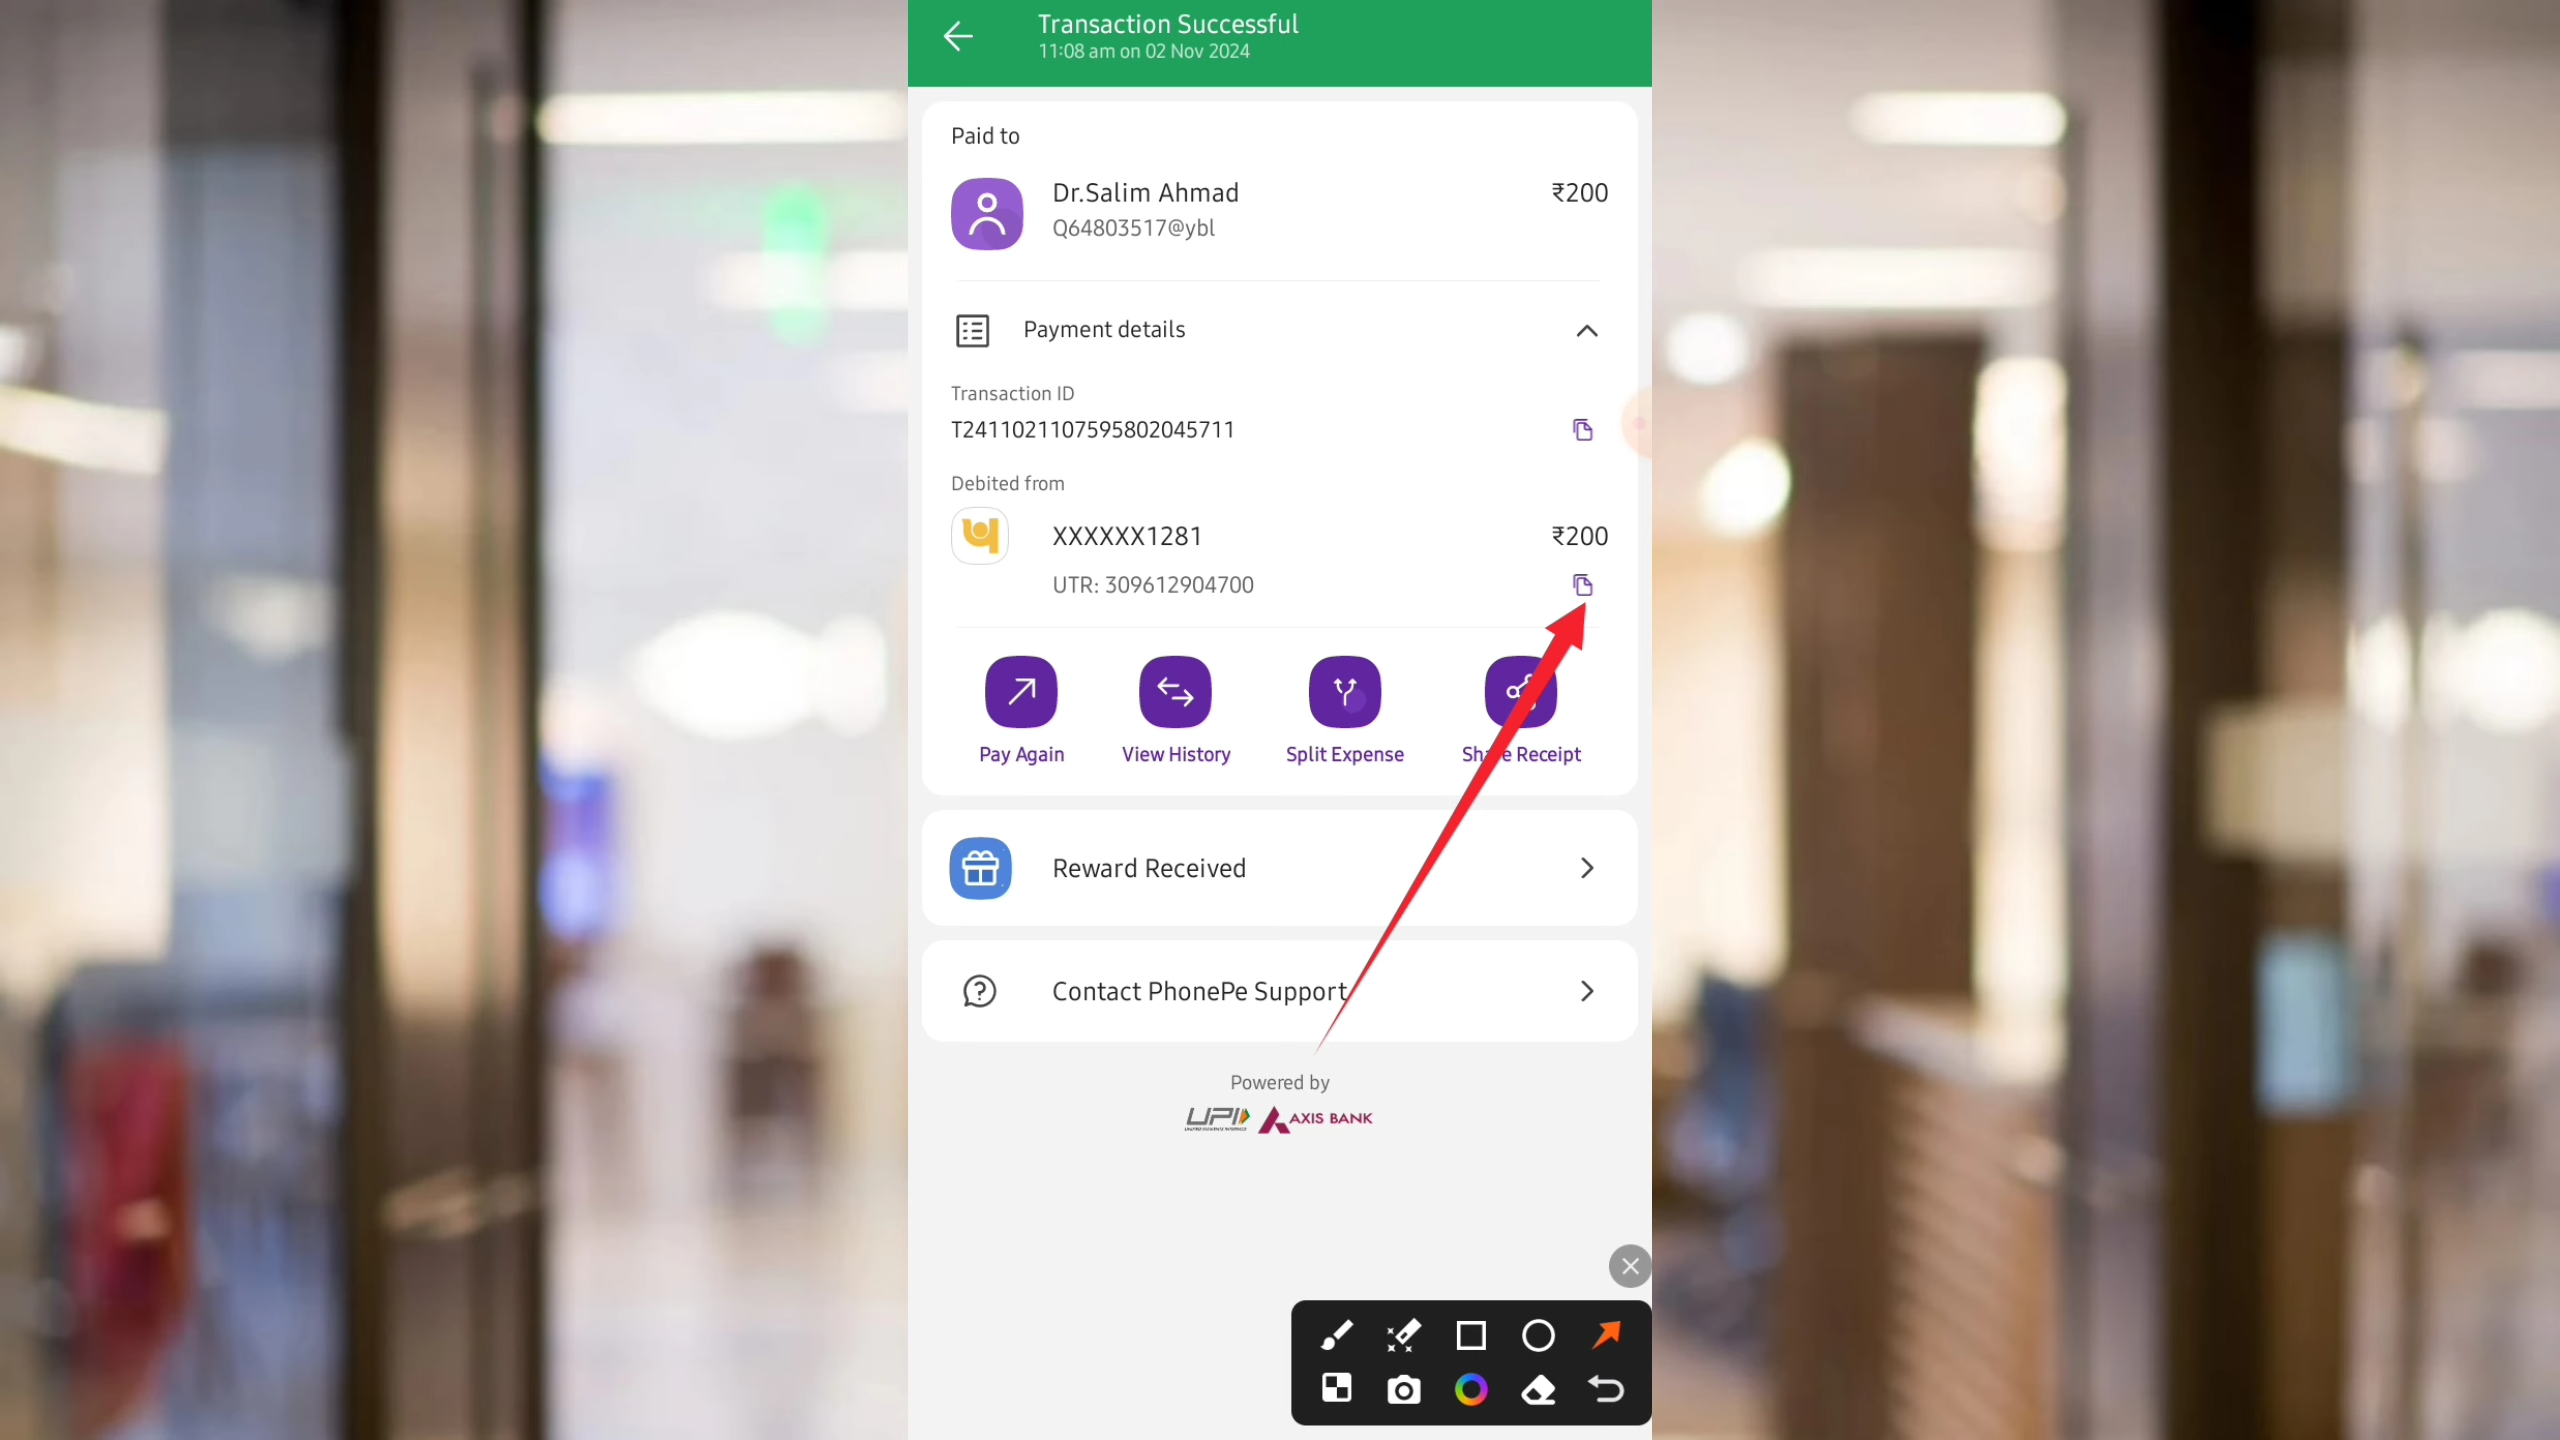 Transaction Successful
11:08 am on 02 Nov 2024
Paid to
Dr.Salim Ahmad
₹200
Q64803517@ybl
Payment details
Transaction ID
T2411021107595802045711
Debited from
XXXXXX1281
₹200
UTR: 309612904700
Pay Again
View History
Split Expense
Share Receipt
Reward Received
Contact PhonePe Support
Powered by
UPI AXIS BANK